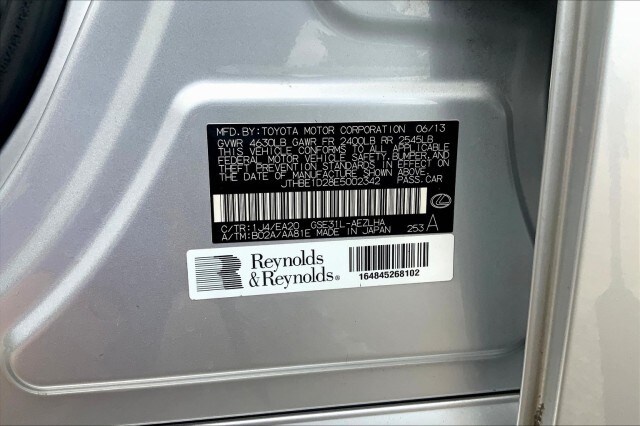 MFD. BY: TOYOTA MOTOR CORPORATION 06/13
GVWR 4630LB GAWR FR 2400LB RR 2545LB
THIS VEHICLE CONFORMS TO ALL APPLICABLE
FEDERAL MOTOR VEHICLE SAFETY, BUMPER, AND
THEFT PREVENTION STANDARDS IN EFFECT ON
THE DATE OF MANUFACTURE SHOWN ABOVE.
JTHBE1D28E5002342 PASS.CAR
C/TR: 1J4/EA20 GSE31L-AEZLHA
A/TM: B02A/AA81E MADE IN JAPAN 253 A
Reynolds
& Reynolds®
164845268102